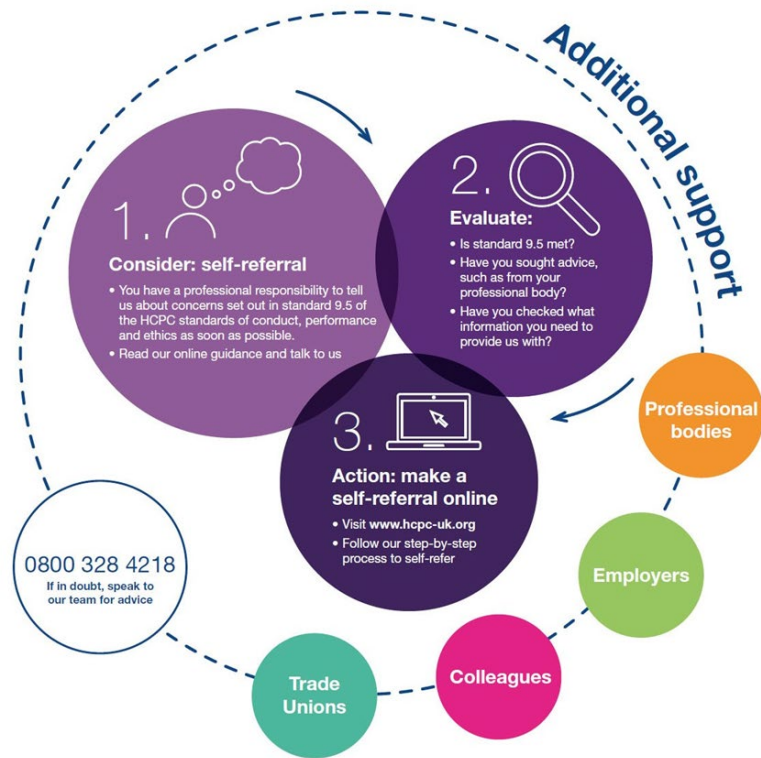 Additional support
1.
Consider: self-referral
• You have a professional responsibility to tell
us about concerns set out in standard 9.5 of
the HCPC standards of conduct, performance
and ethics as soon as possible.
• Read our online guidance and talk to us
2.
Evaluate:
• Is standard 9.5 met?
• Have you sought advice,
such as from your
professional body?
• Have you checked what
information you need to
provide us with?
3.
Action: make a
self-referral online
• Visit www.hcpc-uk.org
• Follow our step-by-step
process to self-refer
Professional
bodies
Employers
Colleagues
Trade
Unions
0800 328 4218
If in doubt, speak to
our team for advice